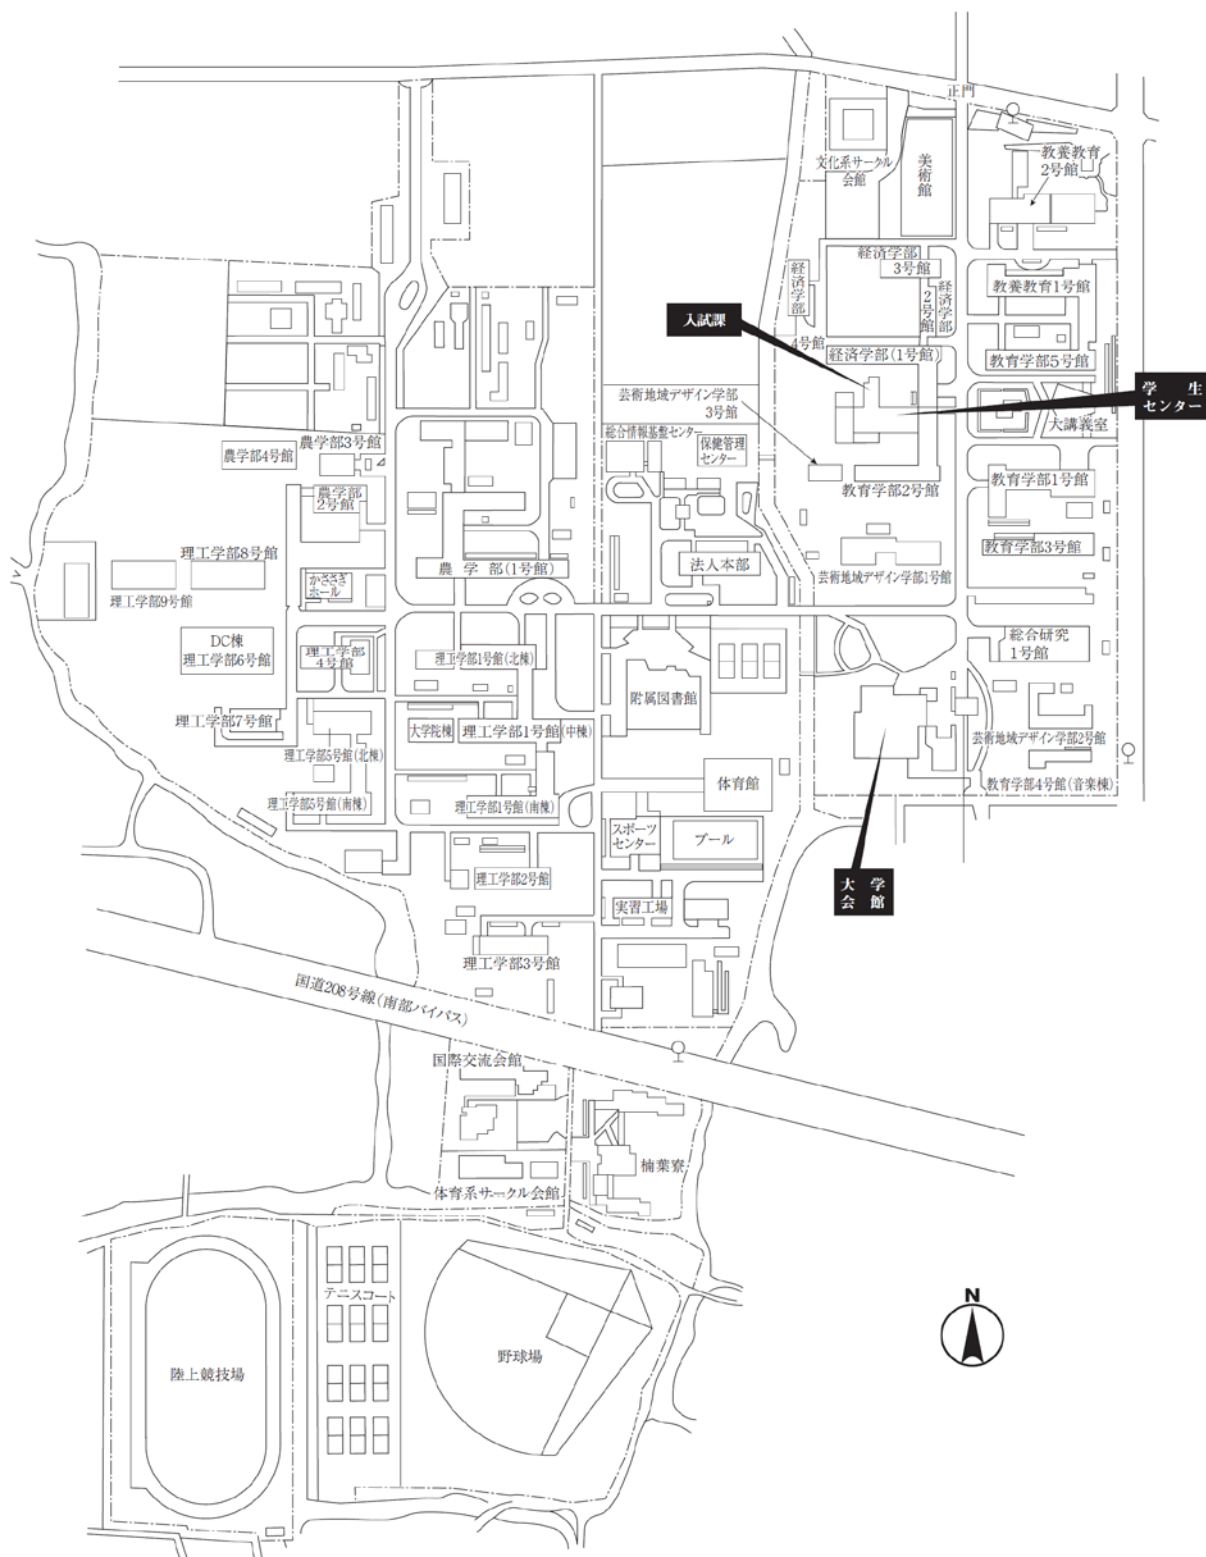 正門
教養教育
2号館
文化系サークル
会館
美術館
経済学部
3号館
経済学部
4号館
経済学部
2号館
教養教育1号館
入試課
経済学部(1号館)
教育学部5号館
学生
センター
芸術地域デザイン学部
3号館
大講義室
総合情報基盤センター
保健管理
センター
農学部3号館
農学部4号館
教育学部1号館
教育学部2号館
農学部
2号館
教育学部3号館
理工学部8号館
農学部(1号館)
法人本部
芸術地域デザイン学部1号館
かささぎ
ホール
理工学部9号館
DC棟
理工学部6号館
理工学部
4号館
理工学部1号館(北棟)
総合研究
1号館
附属図書館
理工学部7号館
大学院棟
理工学部1号館(中棟)
芸術地域デザイン学部2号館
理工学部5号館(北棟)
体育館
教育学部4号館(音楽棟)
理工学部5号館(南棟)
理工学部1号館(南棟)
スポーツ
センター
プール
理工学部2号館
大学
会館
実習工場
理工学部3号館
国道208号線(南部バイパス)
国際交流会館
楠葉寮
体育系サークル会館
テニスコート
N
野球場
陸上競技場